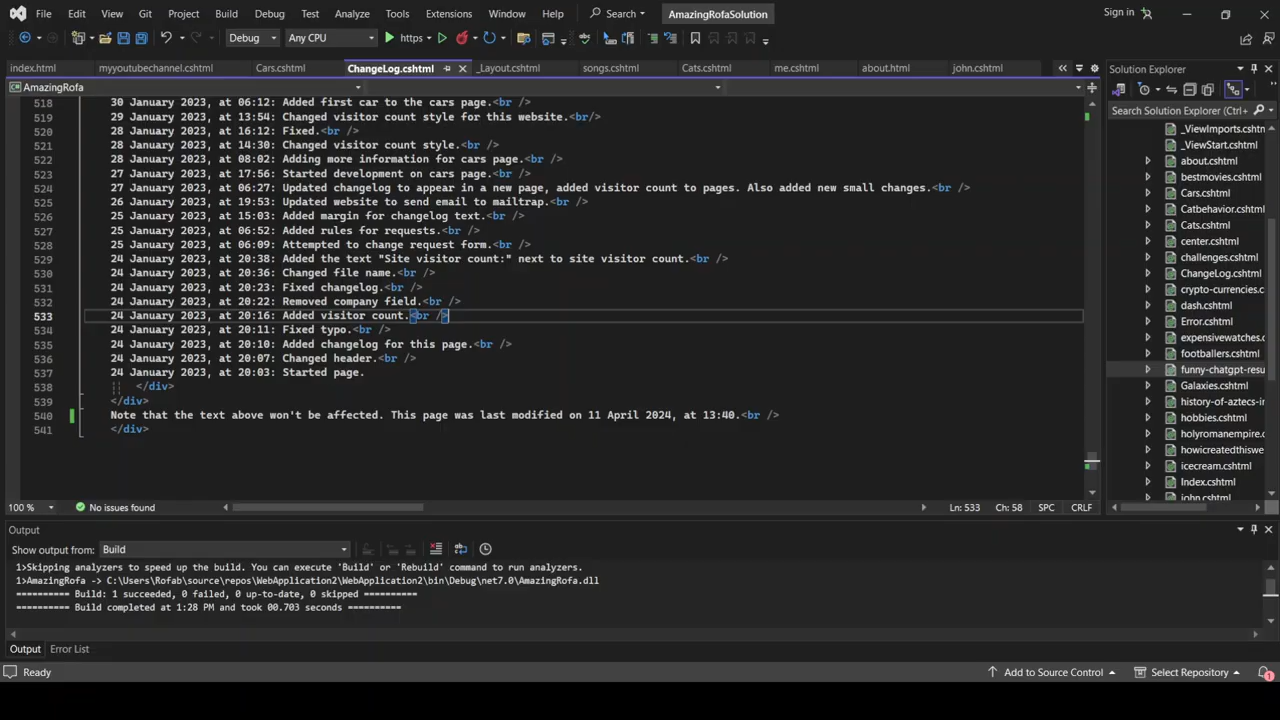 File Edit View Git Project Build Debug Test Analyze Tools Extensions Window Help Search AmazingRofaSolution Sign in
Debug Any CPU https
index.html myyoutubechannel.cshtml Cars.cshtml ChangeLog.cshtml _Layout.cshtml songs.cshtml Cats.cshtml me.cshtml about.html john.cshtml
AmazingRofa
518 30 January 2023, at 06:12: Added first car to the cars page.<br />
519 29 January 2023, at 13:54: Changed visitor count style for this website.<br/>
520 28 January 2023, at 16:12: Fixed.<br />
521 28 January 2023, at 14:30: Changed visitor count style.<br />
522 28 January 2023, at 08:02: Adding more information for cars page.<br />
523 27 January 2023, at 17:56: Started development on cars page.<br />
524 27 January 2023, at 06:27: Updated changelog to appear in a new page, added visitor count to pages. Also added new small changes.<br />
525 26 January 2023, at 19:53: Updated website to send email to mailtrap.<br />
526 25 January 2023, at 15:03: Added margin for changelog text.<br />
527 25 January 2023, at 06:52: Added rules for requests.<br />
528 25 January 2023, at 06:09: Attempted to change request form.<br />
529 24 January 2023, at 20:38: Added the text "Site visitor count:" next to site visitor count.<br />
530 24 January 2023, at 20:36: Changed file name.<br />
531 24 January 2023, at 20:23: Fixed changelog.<br />
532 24 January 2023, at 20:22: Removed company field.<br />
533 24 January 2023, at 20:16: Added visitor count.<br />
534 24 January 2023, at 20:11: Fixed typo.<br />
535 24 January 2023, at 20:10: Added changelog for this page.<br />
536 24 January 2023, at 20:07: Changed header.<br />
537 24 January 2023, at 20:03: Started page.
538 </div>
539 </div>
540 Note that the text above won't be affected. This page was last modified on 11 April 2024, at 13:40.<br />
541 </div>
100 % No issues found Ln: 533 Ch: 58 SPC CRLF
Output
Show output from: Build
1>Skipping analyzers to speed up the build. You can execute 'Build' or 'Rebuild' command to run analyzers.
1>AmazingRofa -> C:\Users\Rofab\source\repos\WebApplication2\WebApplication2\bin\Debug\net7.0\AmazingRofa.dll
========== Build: 1 succeeded, 0 failed, 0 up-to-date, 0 skipped ==========
========== Build completed at 1:28 PM and took 00.703 seconds ==========
Output Error List
Solution Explorer
Search Solution Explorer (Ctrl+
_ViewImports.cshtm
_ViewStart.cshtml
about.cshtml
bestmovies.cshtml
Cars.cshtml
Catbehavior.cshtml
Cats.cshtml
center.cshtml
challenges.cshtml
ChangeLog.cshtml
crypto-currencies.c
dash.cshtml
Error.cshtml
expensivewatches.c
footballers.cshtml
funny-chatgpt-resu
Galaxies.cshtml
history-of-aztecs-ir
hobbies.cshtml
holyromanempire.c
howicreatedthiswe
icecream.cshtml
Index.cshtml
john.cshtml
Ready Add to Source Control Select Repository 1